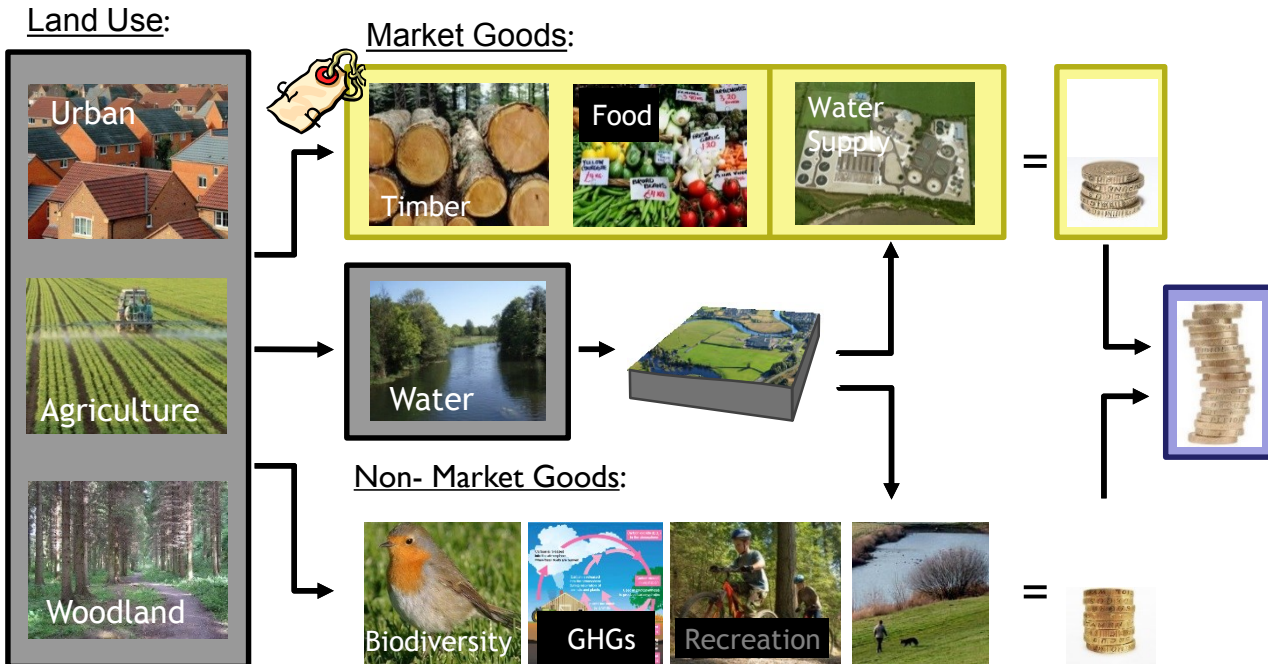 Land Use:
Market Goods:
Urban
Timber
Food
Water
Supply
=
Agriculture
Water
Non- Market Goods:
Woodland
Biodiversity
GHGs
Recreation
=